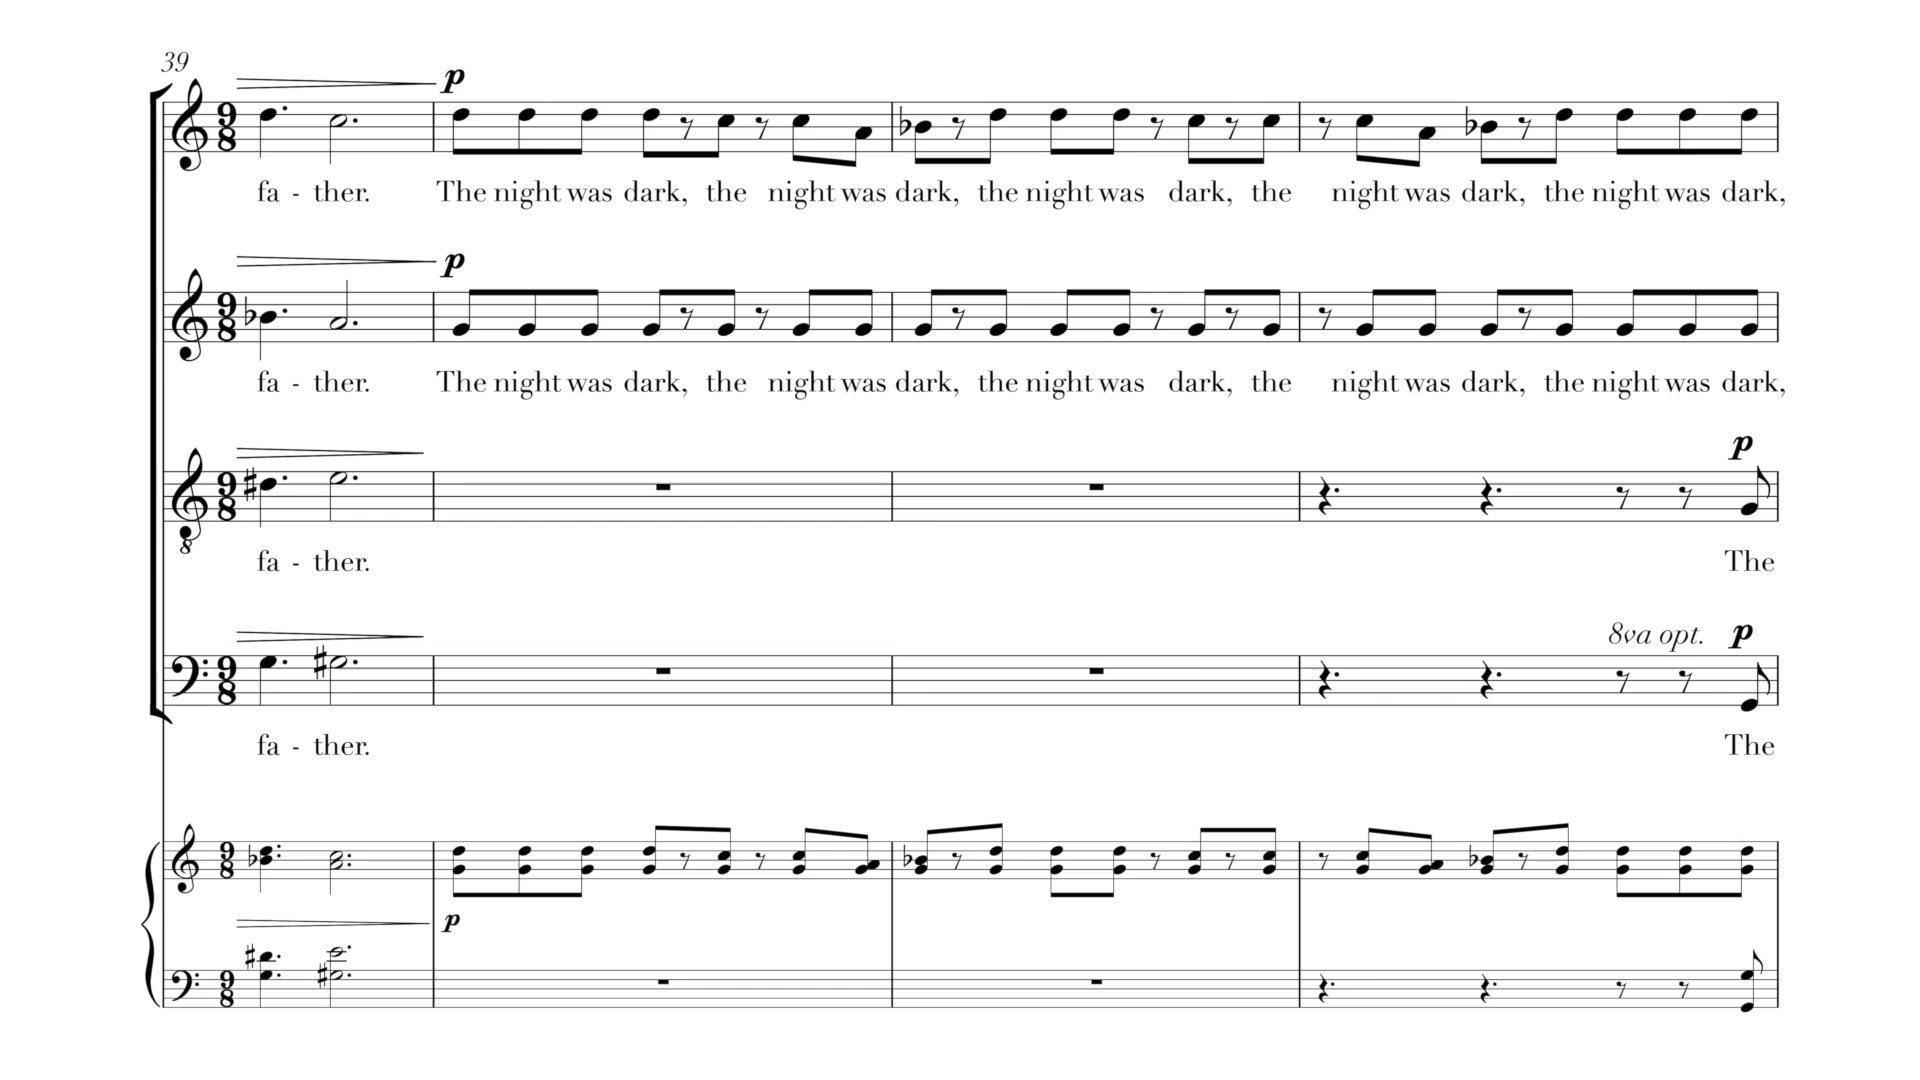 39
p
fa - ther. The night was dark, the night was dark, the night was dark, the night was dark, the night was dark,
p
fa - ther. The night was dark, the night was dark, the night was dark, the night was dark, the night was dark,
p
fa - ther. The
8va opt. p
fa - ther. The
p